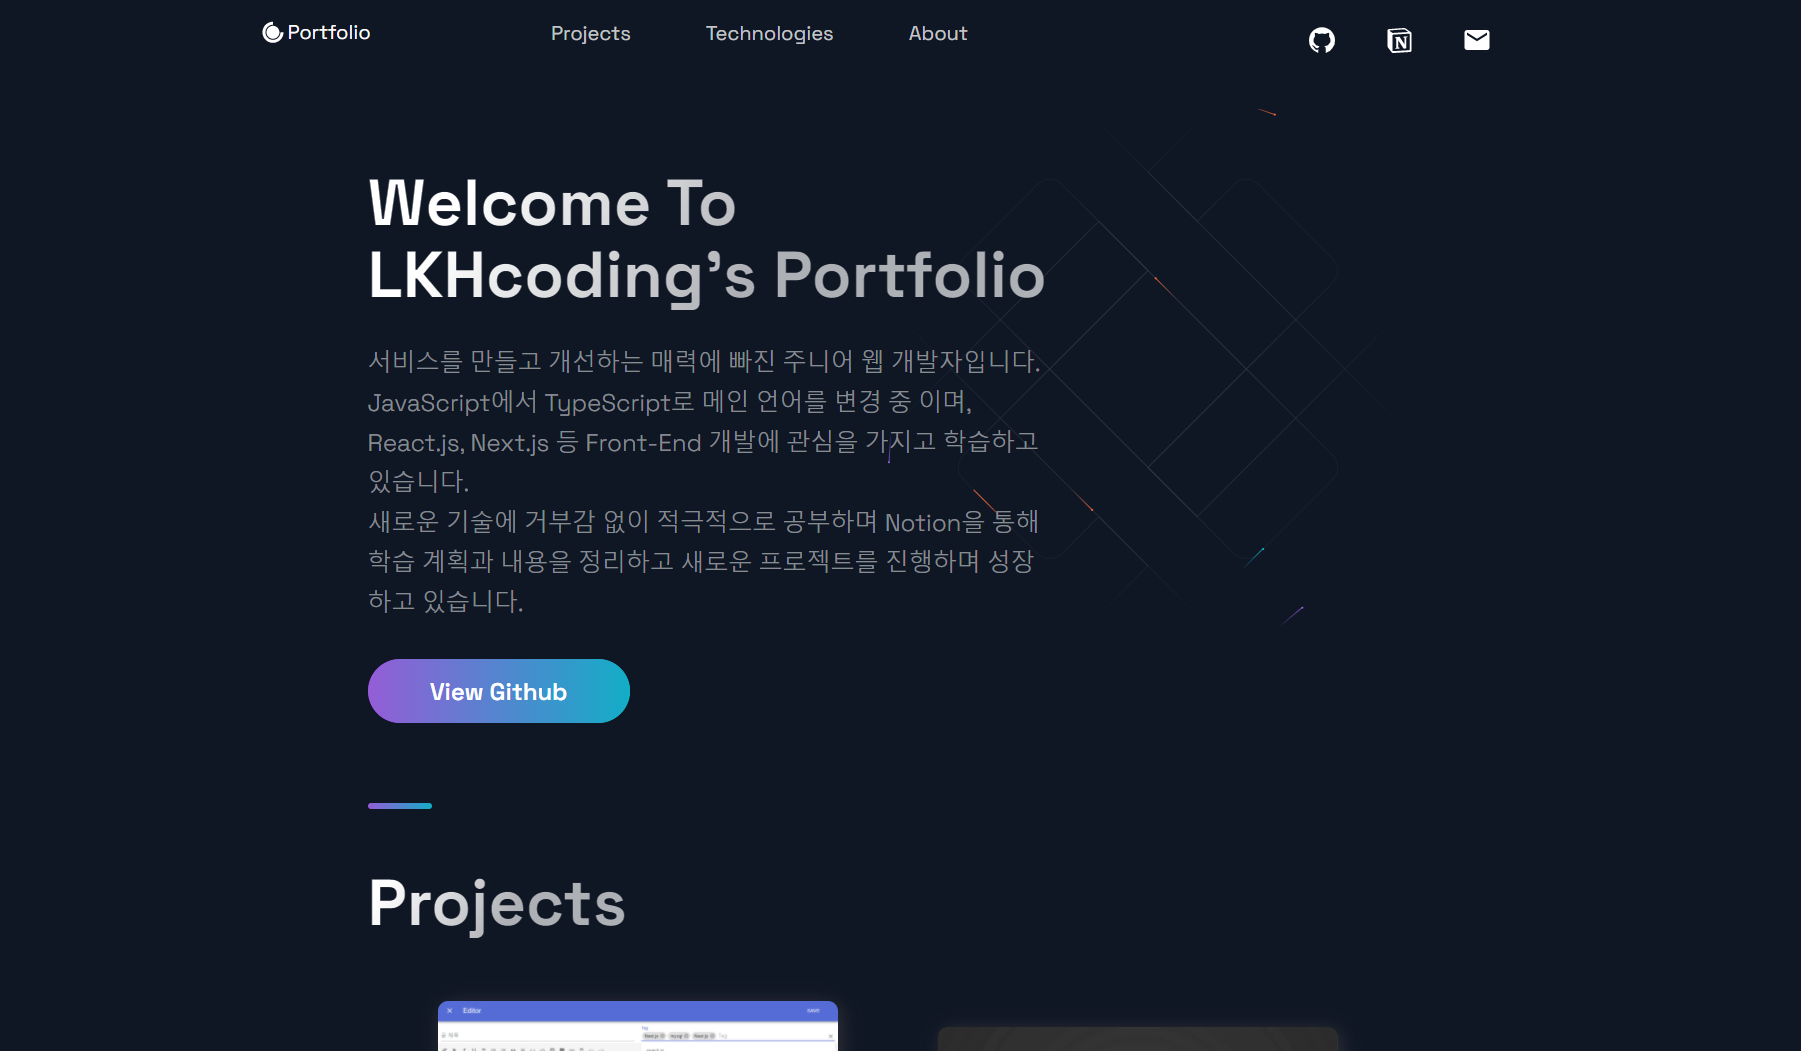 Portfolio
Projects
Technologies
About
Welcome To
LKHcoding's Portfolio
서비스를 만들고 개선하는 매력에 빠진 주니어 웹 개발자입니다.
JavaScript에서 TypeScript로 메인 언어를 변경 중 이며,
React.js, Next.js 등 Front-End 개발에 관심을 가지고 학습하고
있습니다.
새로운 기술에 거부감 없이 적극적으로 공부하며 Notion을 통해
학습 계획과 내용을 정리하고 새로운 프로젝트를 진행하며 성장
하고 있습니다.
View Github
Projects
Editor
SAVE
Tag